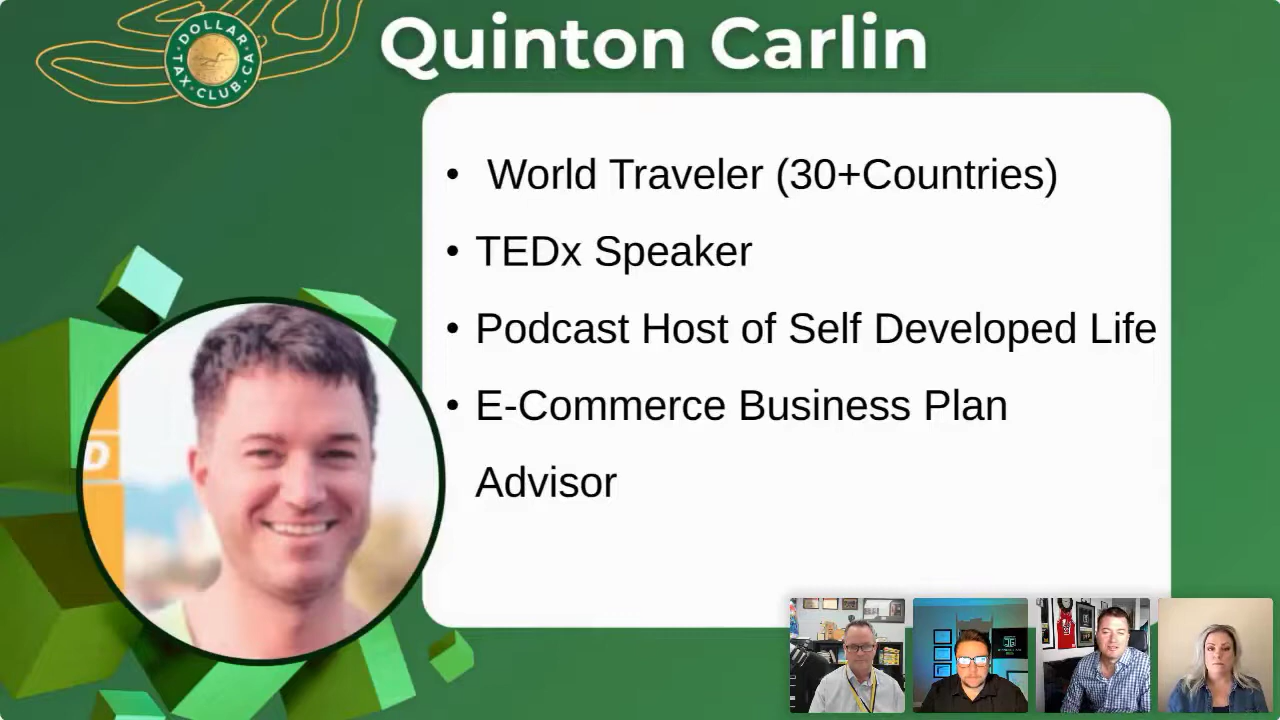 DOLLAR
TAX·CLUB.CA
Quinton Carlin
• World Traveler (30+Countries)
• TEDx Speaker
• Podcast Host of Self Developed Life
• E-Commerce Business Plan
Advisor
D